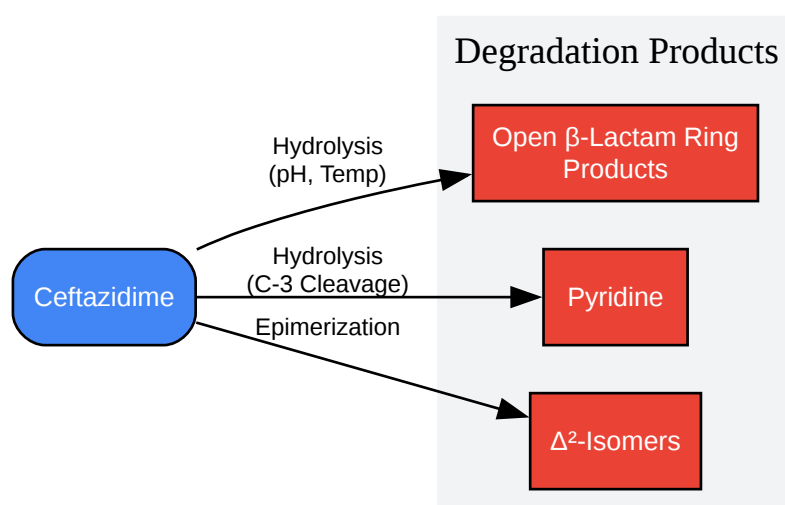 Degradation Products
Open β-Lactam Ring
Products
Hydrolysis
(pH, Temp)
Hydrolysis
(C-3 Cleavage)
Ceftazidime
Pyridine
Epimerization
Δ²-Isomers